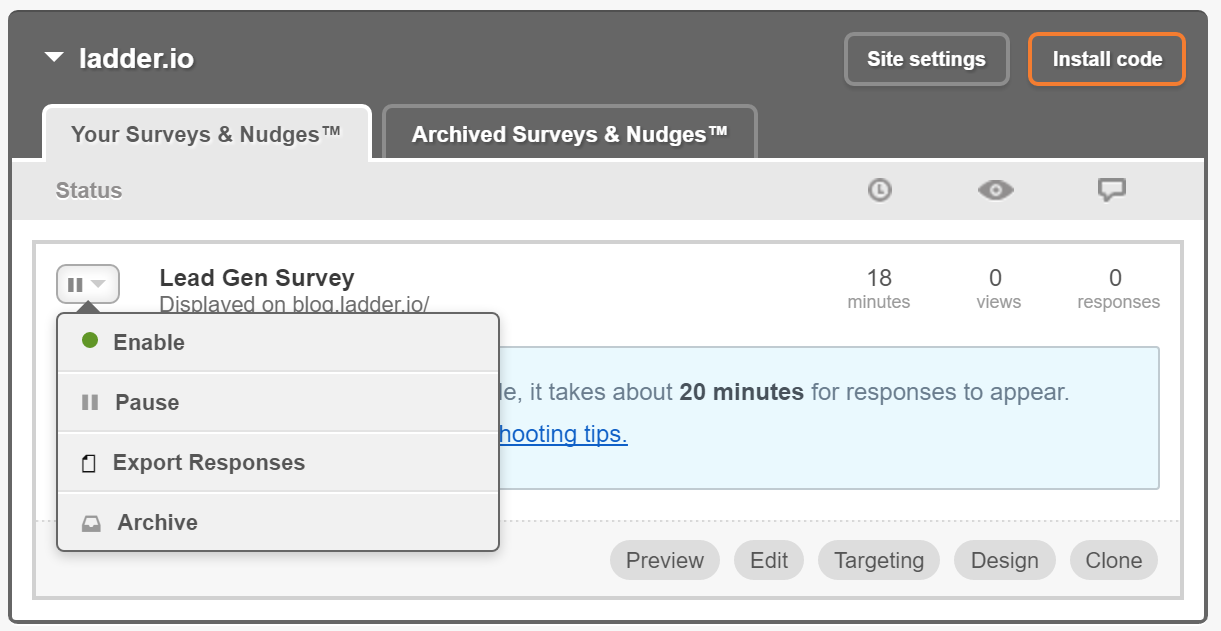 ladder.io
Site settings
Install code
Your Surveys & Nudges™
Archived Surveys & Nudges™
Status
Lead Gen Survey
Displayed on blog.ladder.io/
18
minutes
0
views
0
responses
Enable
Pause
Export Responses
Archive
le, it takes about 20 minutes for responses to appear.
hooting tips.
Preview
Edit
Targeting
Design
Clone